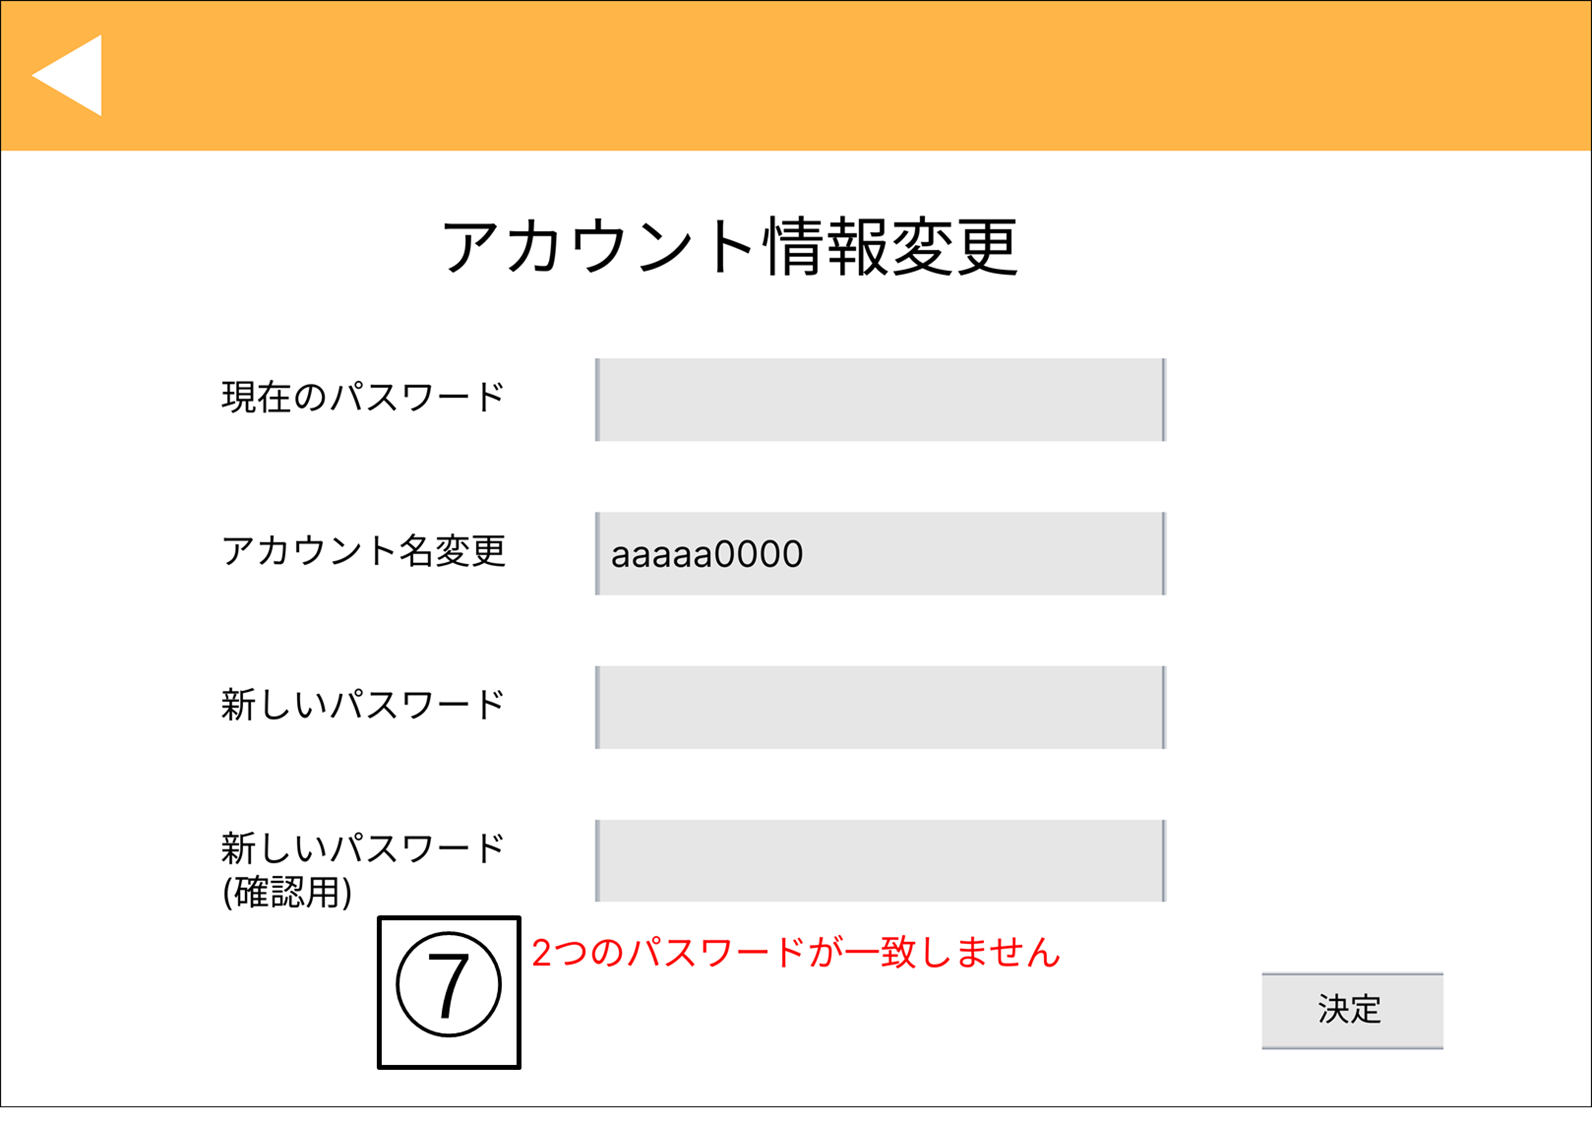 アカウント情報変更
現在のパスワード
アカウント名変更 aaaaa0000
新しいパスワード
新しいパスワード
(確認用)
⑦ 2つのパスワードが一致しません
決定